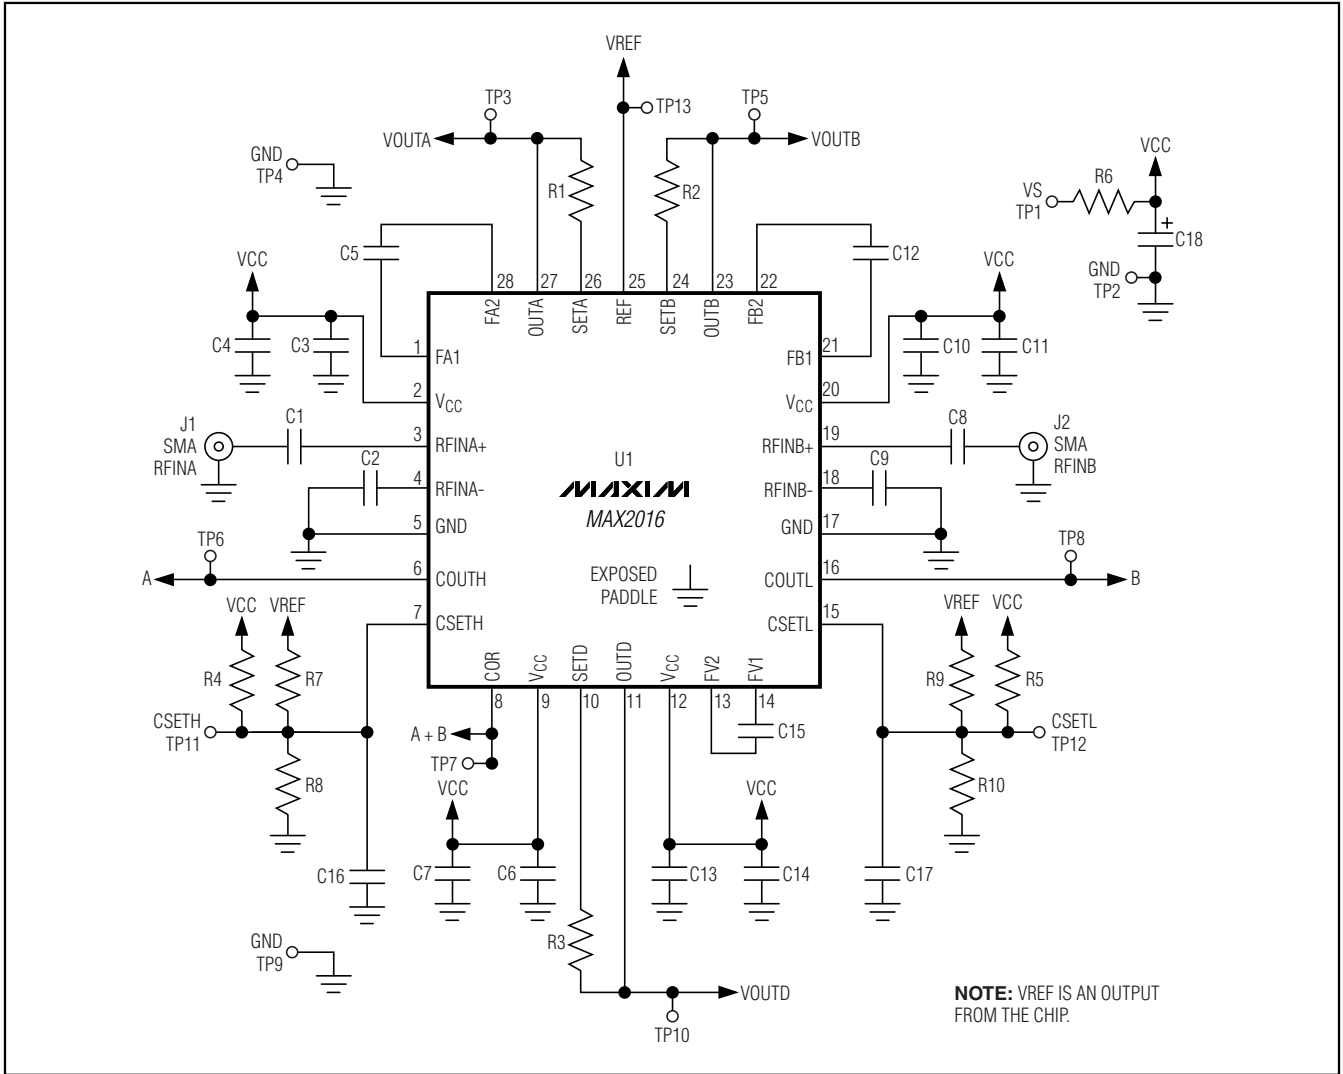 VREF
TP3
TP13
TP5
VOUTA
VOUTB
GND
TP4
VCC
R1
R2
R6
VS
TP1
C18
C5
C12
VCC
VCC
GND
TP2
28
27
26
25
24
23
22
FA2
OUTA
SETA
REF
SETB
OUTB
FB2
C4
C3
1
FA1
FB1
21
C10
C11
2
VCC
VCC
20
J1
SMA
RFINA
C1
3
RFINA+
RFINB+
19
C8
J2
SMA
RFINB
C2
4
RFINA-
U1
MAXIM
MAX2016
RFINB-
18
C9
5
GND
GND
17
TP6
TP8
A
6
COUTH
EXPOSED
PADDLE
COUTL
16
B
VCC
VREF
7
CSETH
CSETL
15
VREF
VCC
COR
VCC
SETD
OUTD
VCC
FV2
FV1
R4
R7
R9
R5
8
9
10
11
12
13
14
CSETH
TP11
A + B
C15
CSETL
TP12
TP7
R8
R10
VCC
VCC
C16
C7
C6
C13
C14
C17
R3
GND
TP9
VOUTD
TP10
NOTE: VREF IS AN OUTPUT
FROM THE CHIP.